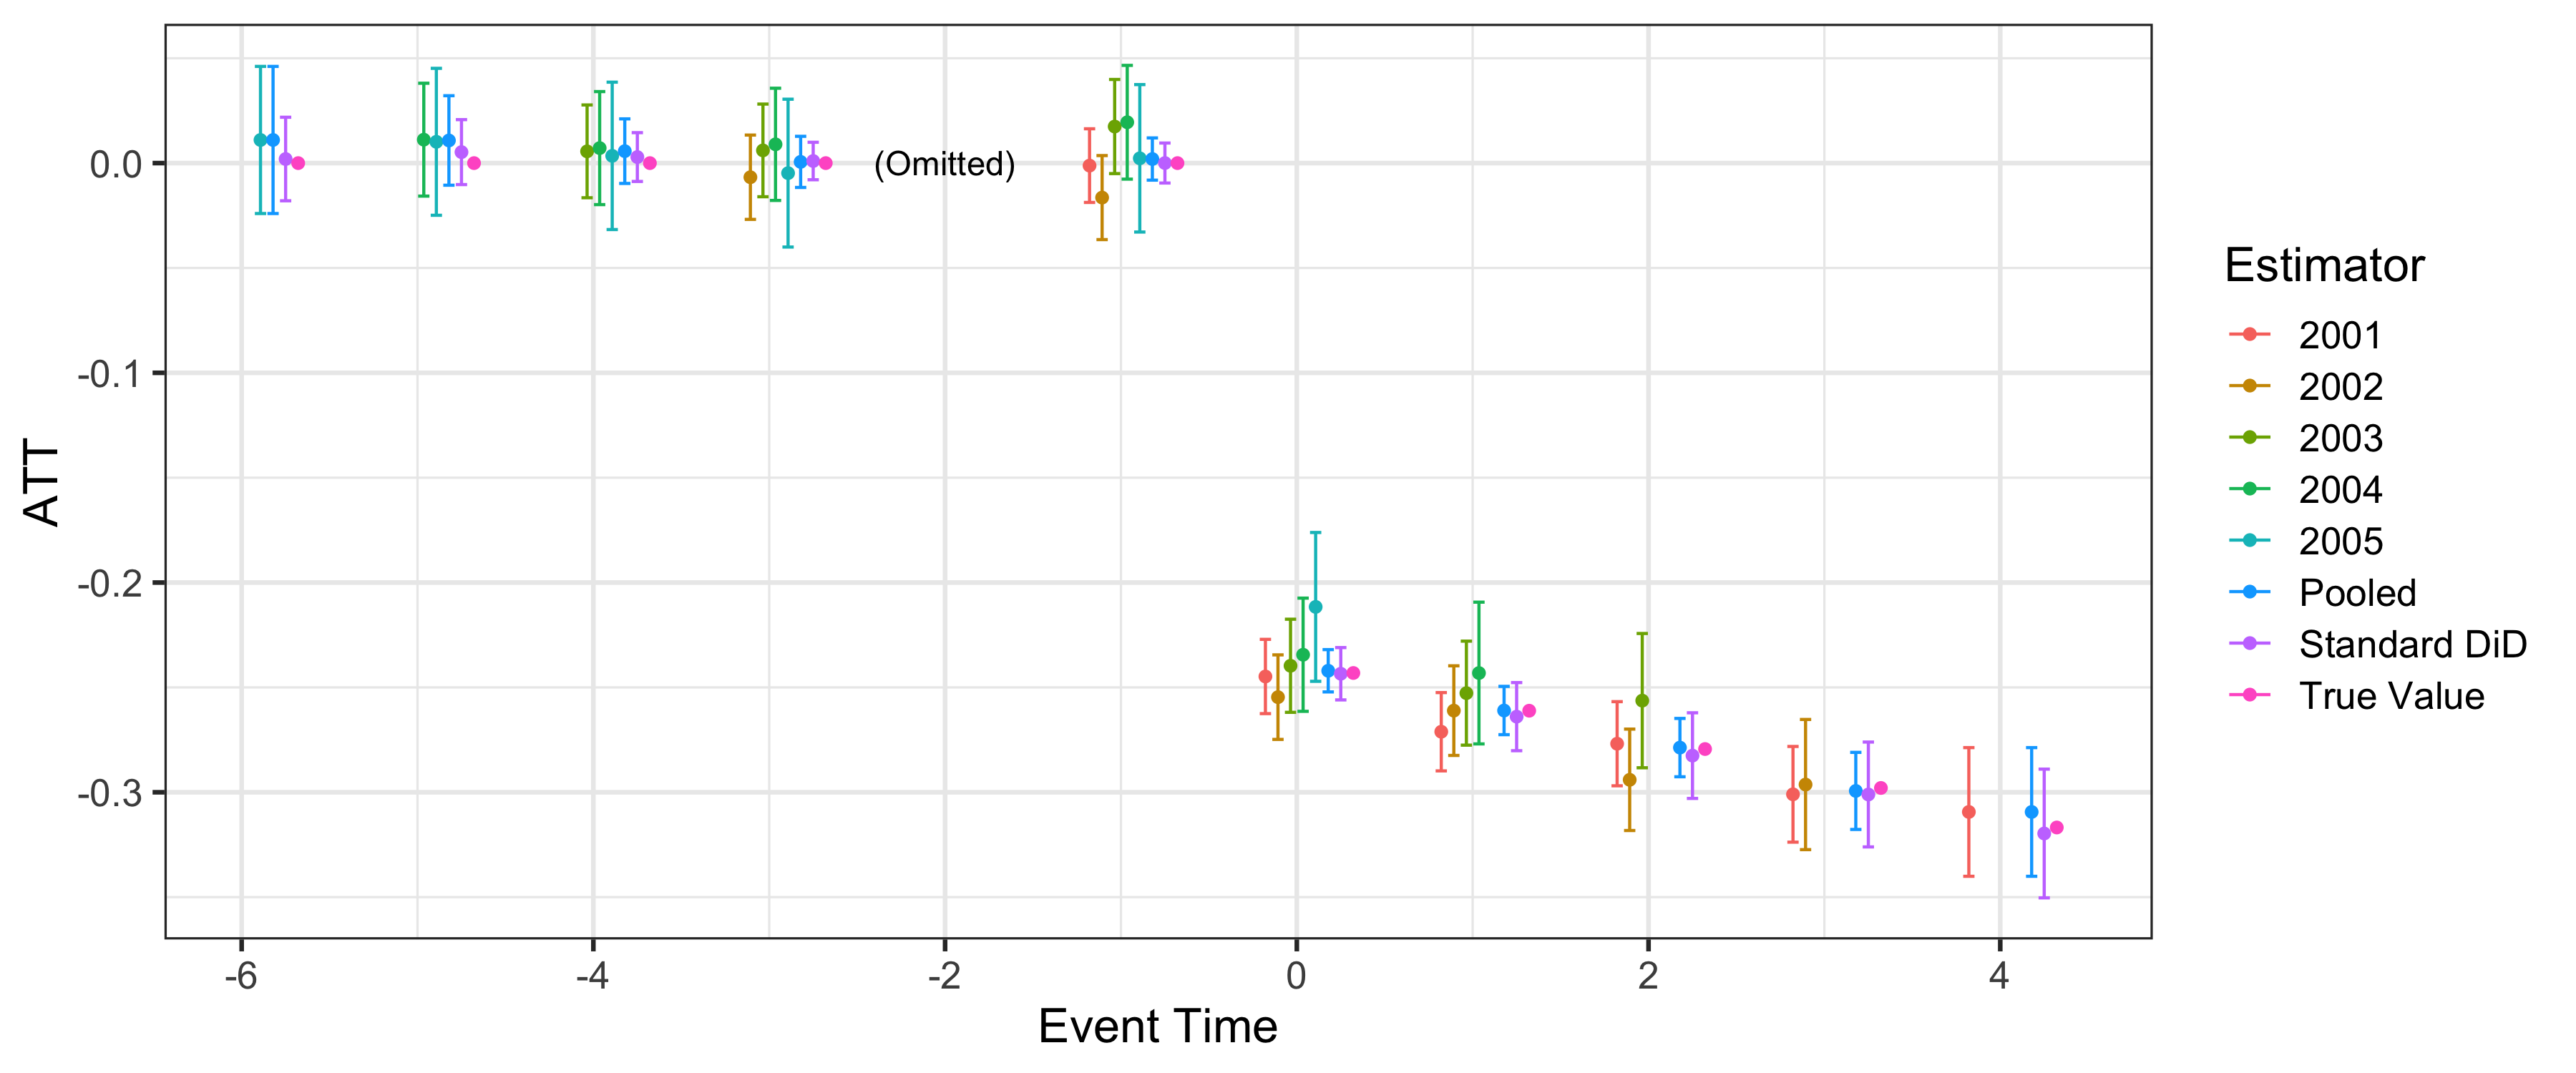 ATT
0.0
-0.1
-0.2
-0.3
(Omitted)
-6
-4
-2
0
2
4
Event Time
Estimator
2001
2002
2003
2004
2005
Pooled
Standard DiD
True Value